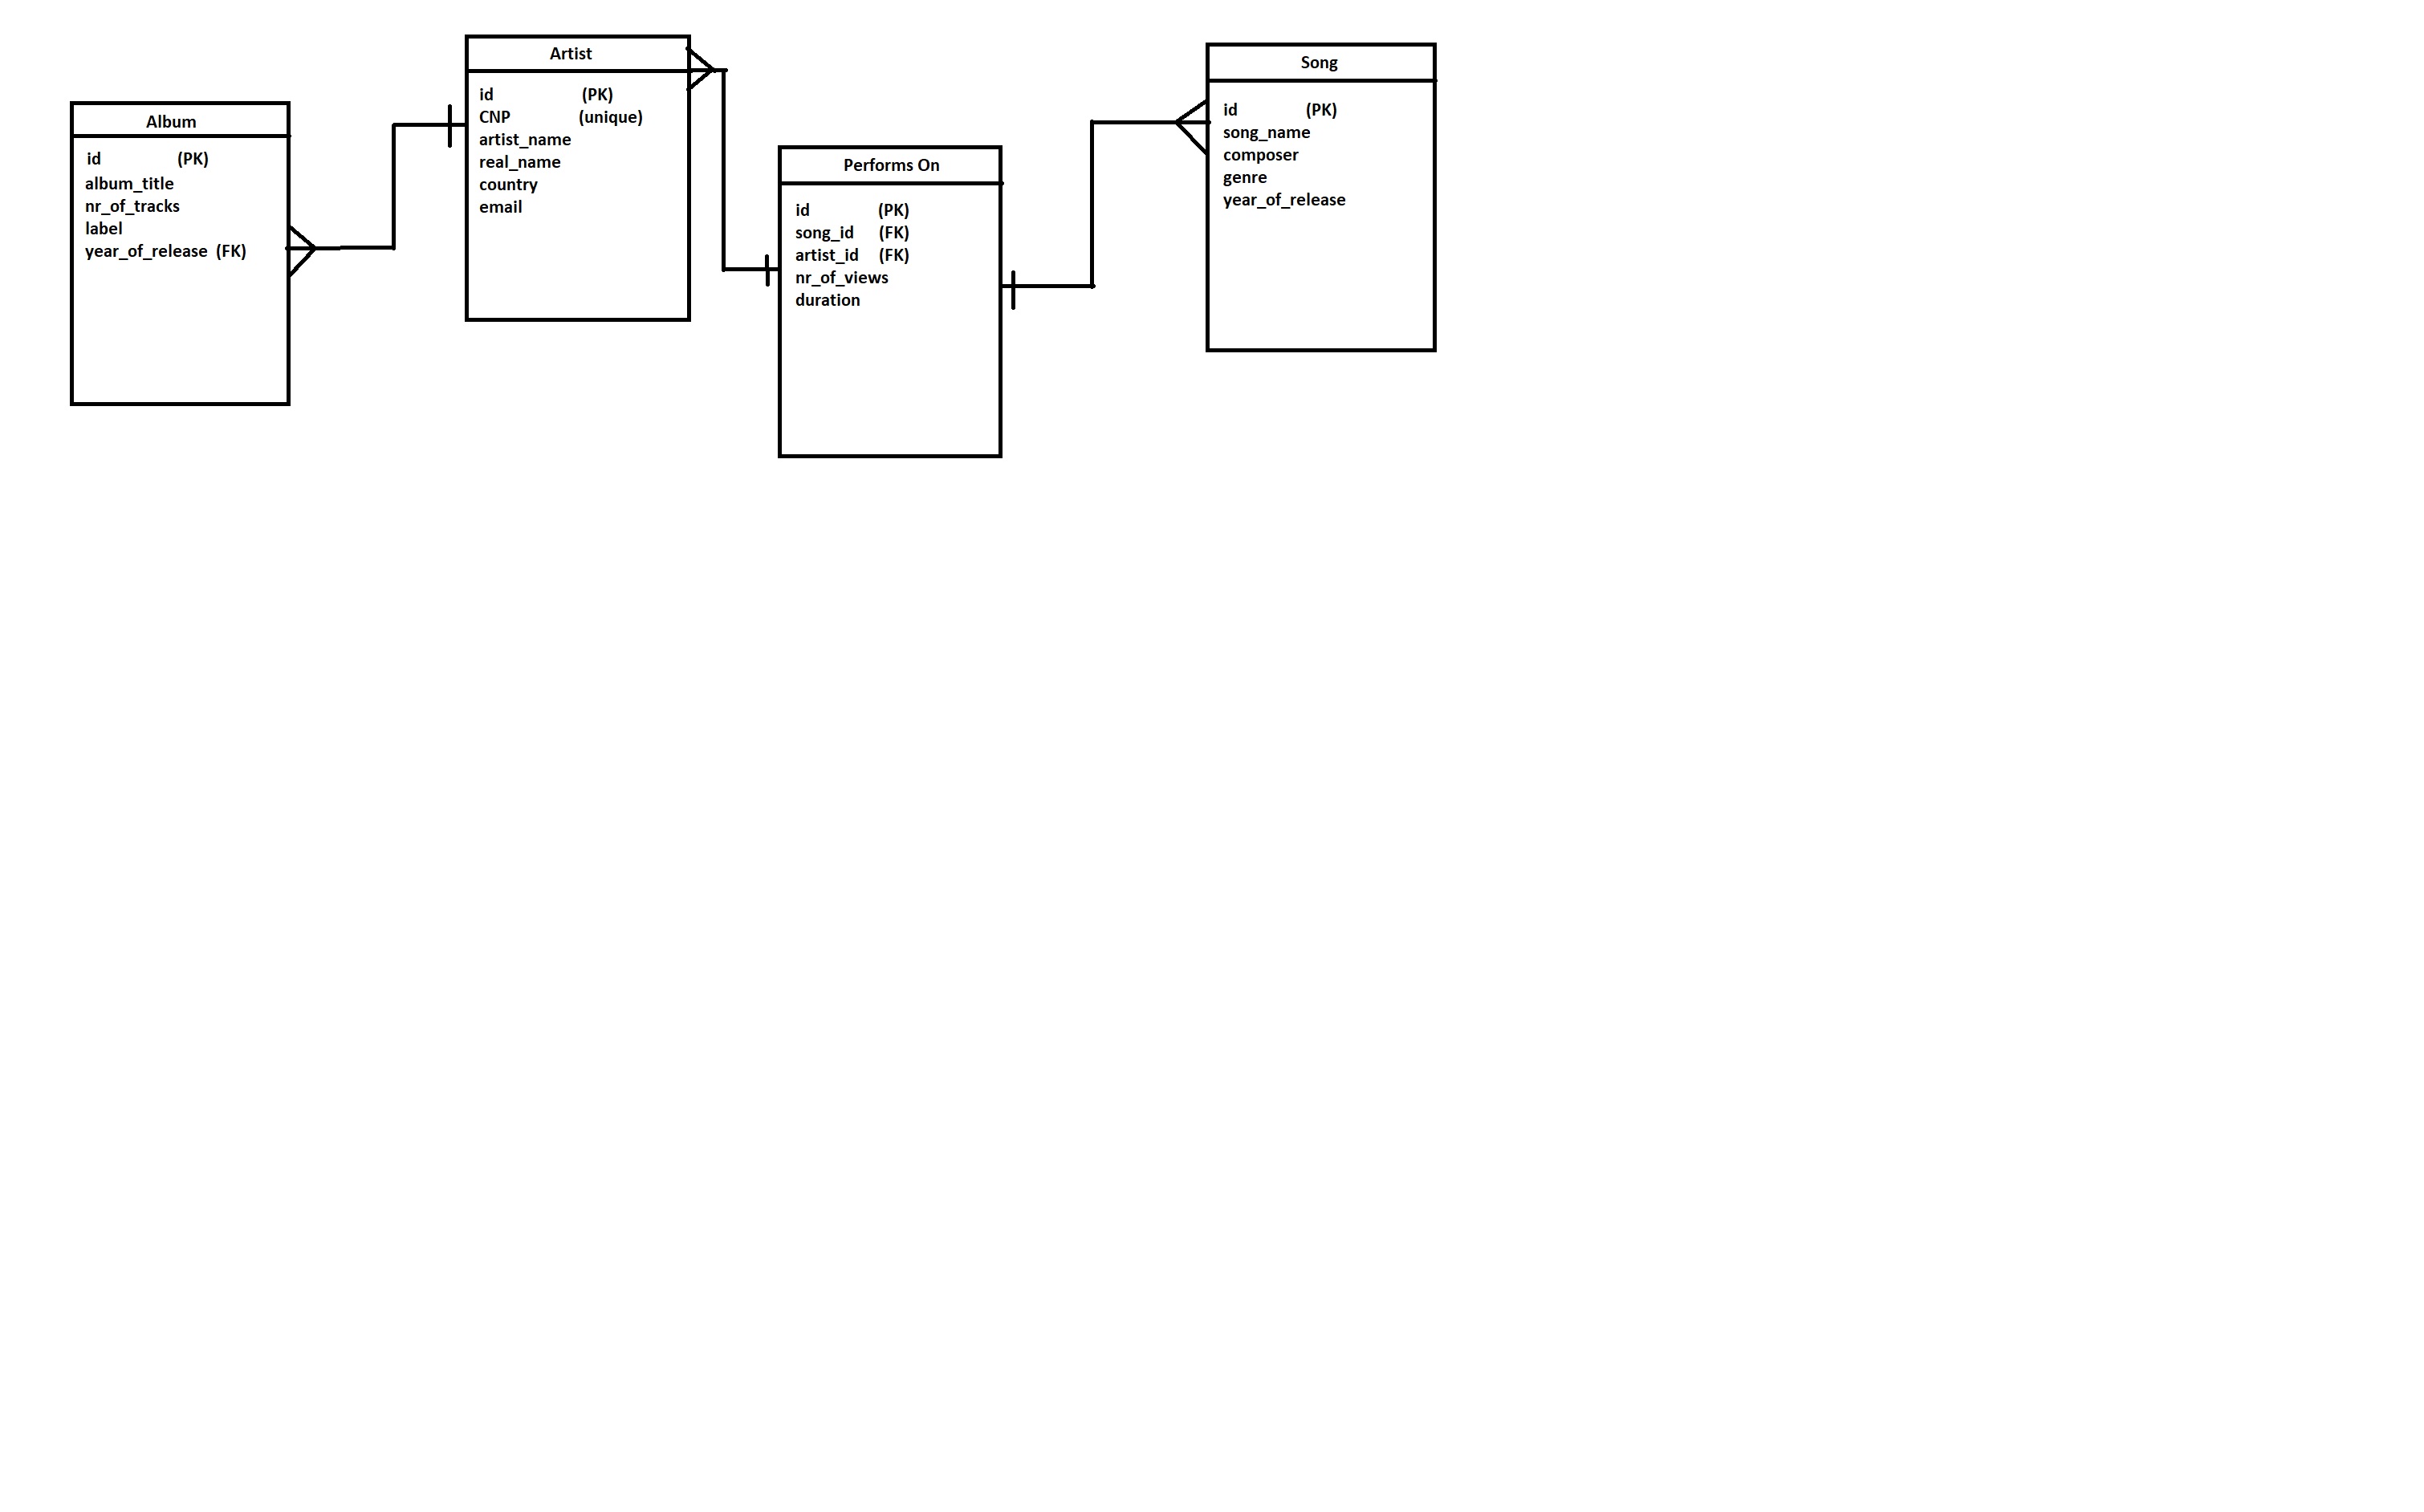 Album
id (PK)
album_title
nr_of_tracks
label
year_of_release (FK)
Artist
id (PK)
CNP (unique)
artist_name
real_name
country
email
Performs On
id (PK)
song_id (FK)
artist_id (FK)
nr_of_views
duration
Song
id (PK)
song_name
composer
genre
year_of_release